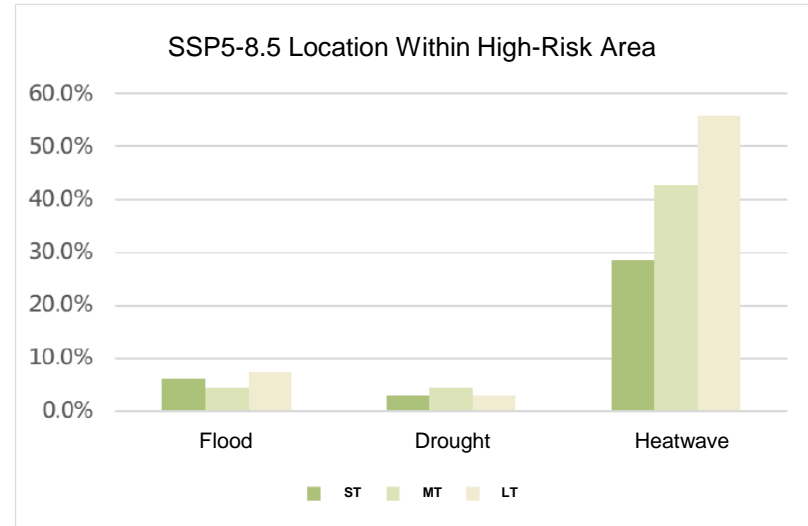 SSP5-8.5 Location Within High-Risk Area
60.0%
50.0%
40.0%
30.0%
20.0%
10.0%
0.0%
Flood Drought Heatwave
ST MT LT